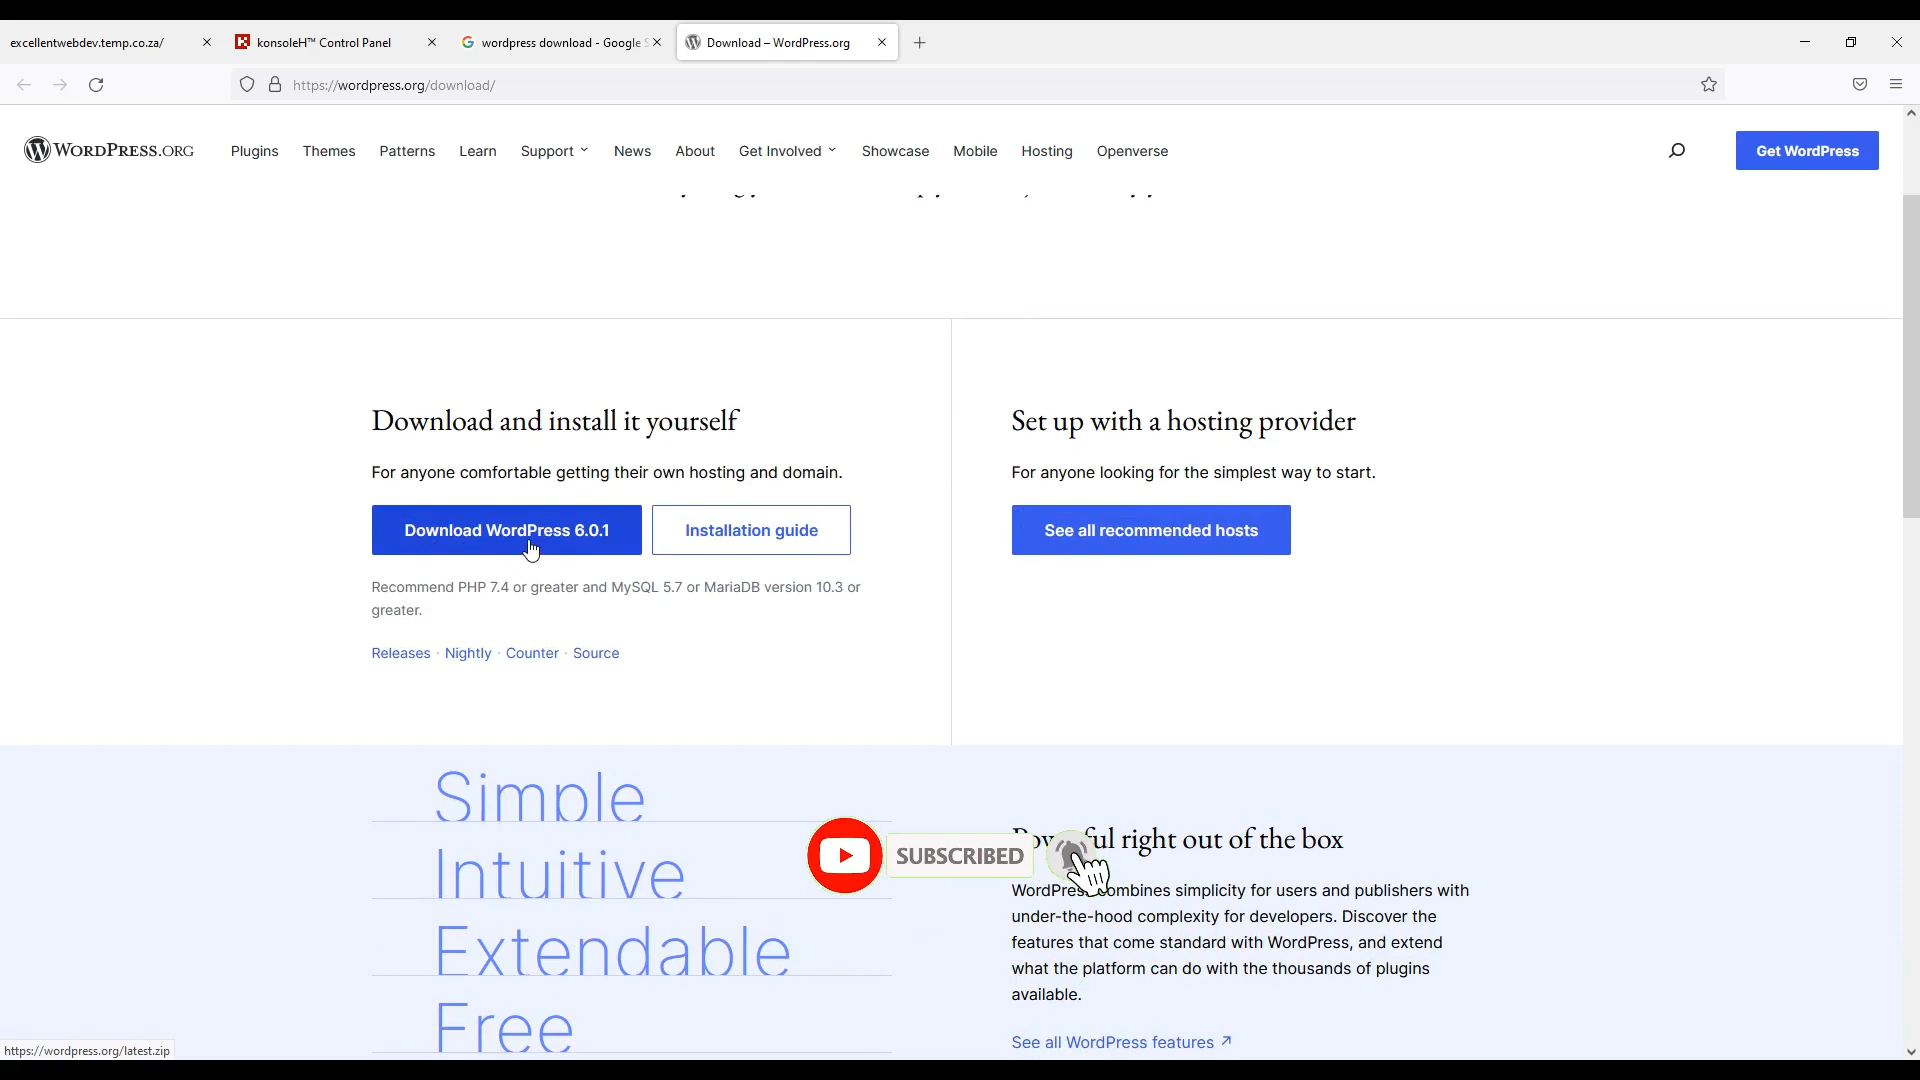 excellentwebdev.temp.co.za/
konsoleH™ Control Panel
wordpress download - Google S
Download – WordPress.org
https://wordpress.org/download/
WORDPRESS.ORG
Plugins
Themes
Patterns
Learn
Support
News
About
Get Involved
Showcase
Mobile
Hosting
Openverse
Get WordPress
Download and install it yourself
For anyone comfortable getting their own hosting and domain.
Download WordPress 6.0.1
Installation guide
Recommend PHP 7.4 or greater and MySQL 5.7 or MariaDB version 10.3 or
greater.
Releases · Nightly · Counter · Source
Set up with a hosting provider
For anyone looking for the simplest way to start.
See all recommended hosts
Simple
Intuitive
Extendable
Free
SUBSCRIBED
right out of the box
simplicity for users and publishers with
under-the-hood complexity for developers. Discover the
features that come standard with WordPress, and extend
what the platform can do with the thousands of plugins
available.
See all WordPress features ↗
https://wordpress.org/latest.zip